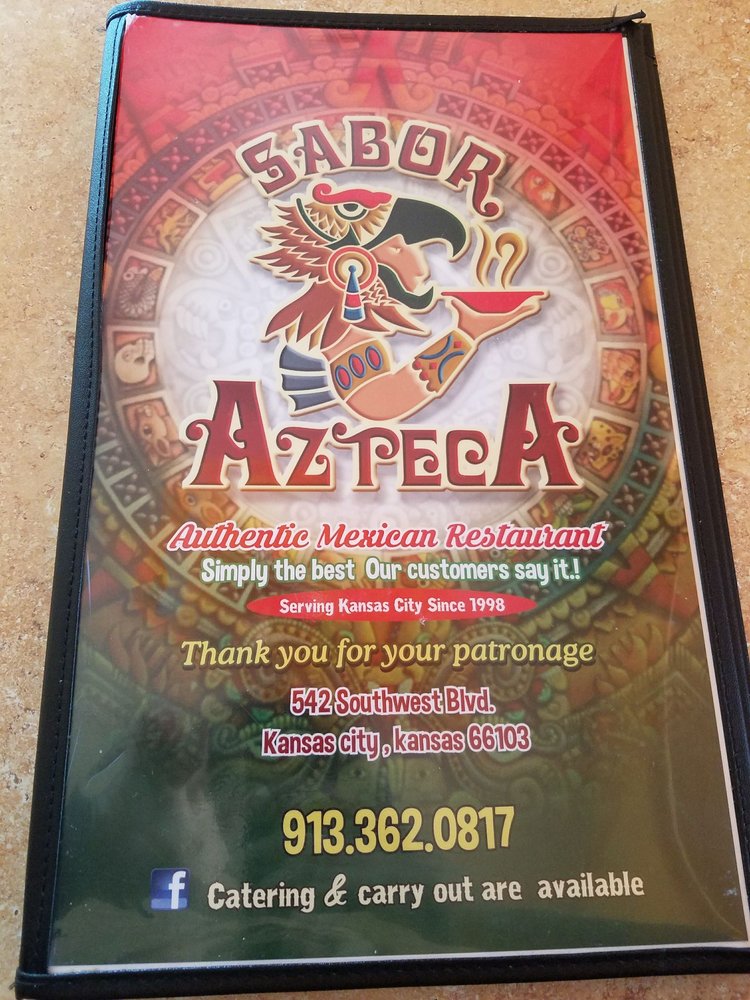 SABOR
AZTECA
Authentic Mexican Restaurant
Simply the best Our customers say it.!
Serving Kansas City Since 1998
Thank you for your patronage
542 Southwest Blvd.
Kansas city, kansas 66103
913.362.0817
f Catering & carry out are available